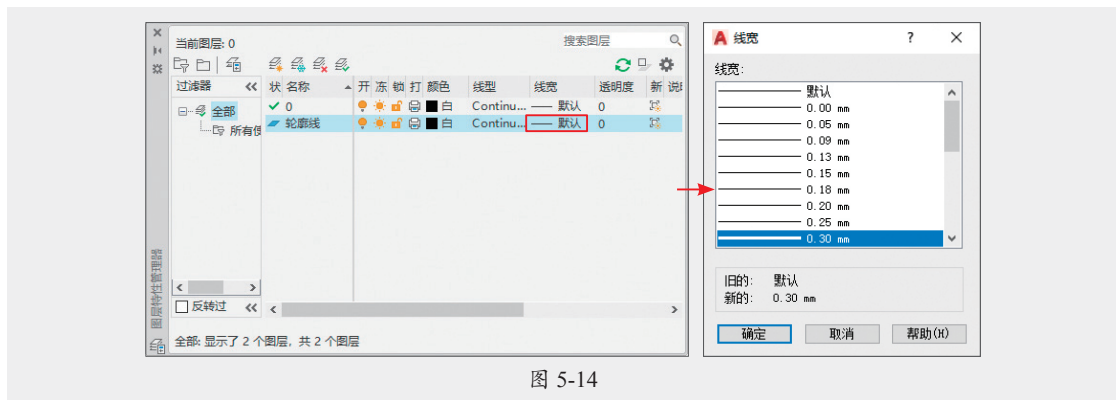 当前图层: 0
搜索图层
过滤器 << 状 名称 开 冻 锁 打 颜色 线型 线宽 透明度 新 说
全部
所有使
0 白 Continu... 默认 0
轮廓线 白 Continu... 默认 0
反转过 <<
全部: 显示了 2 个图层，共 2 个图层
图层特性管理器
A 线宽 ? ×
线宽:
默认
0.00 mm
0.05 mm
0.09 mm
0.13 mm
0.15 mm
0.18 mm
0.20 mm
0.25 mm
0.30 mm
旧的: 默认
新的: 0.30 mm
确定 取消 帮助(H)
图 5-14